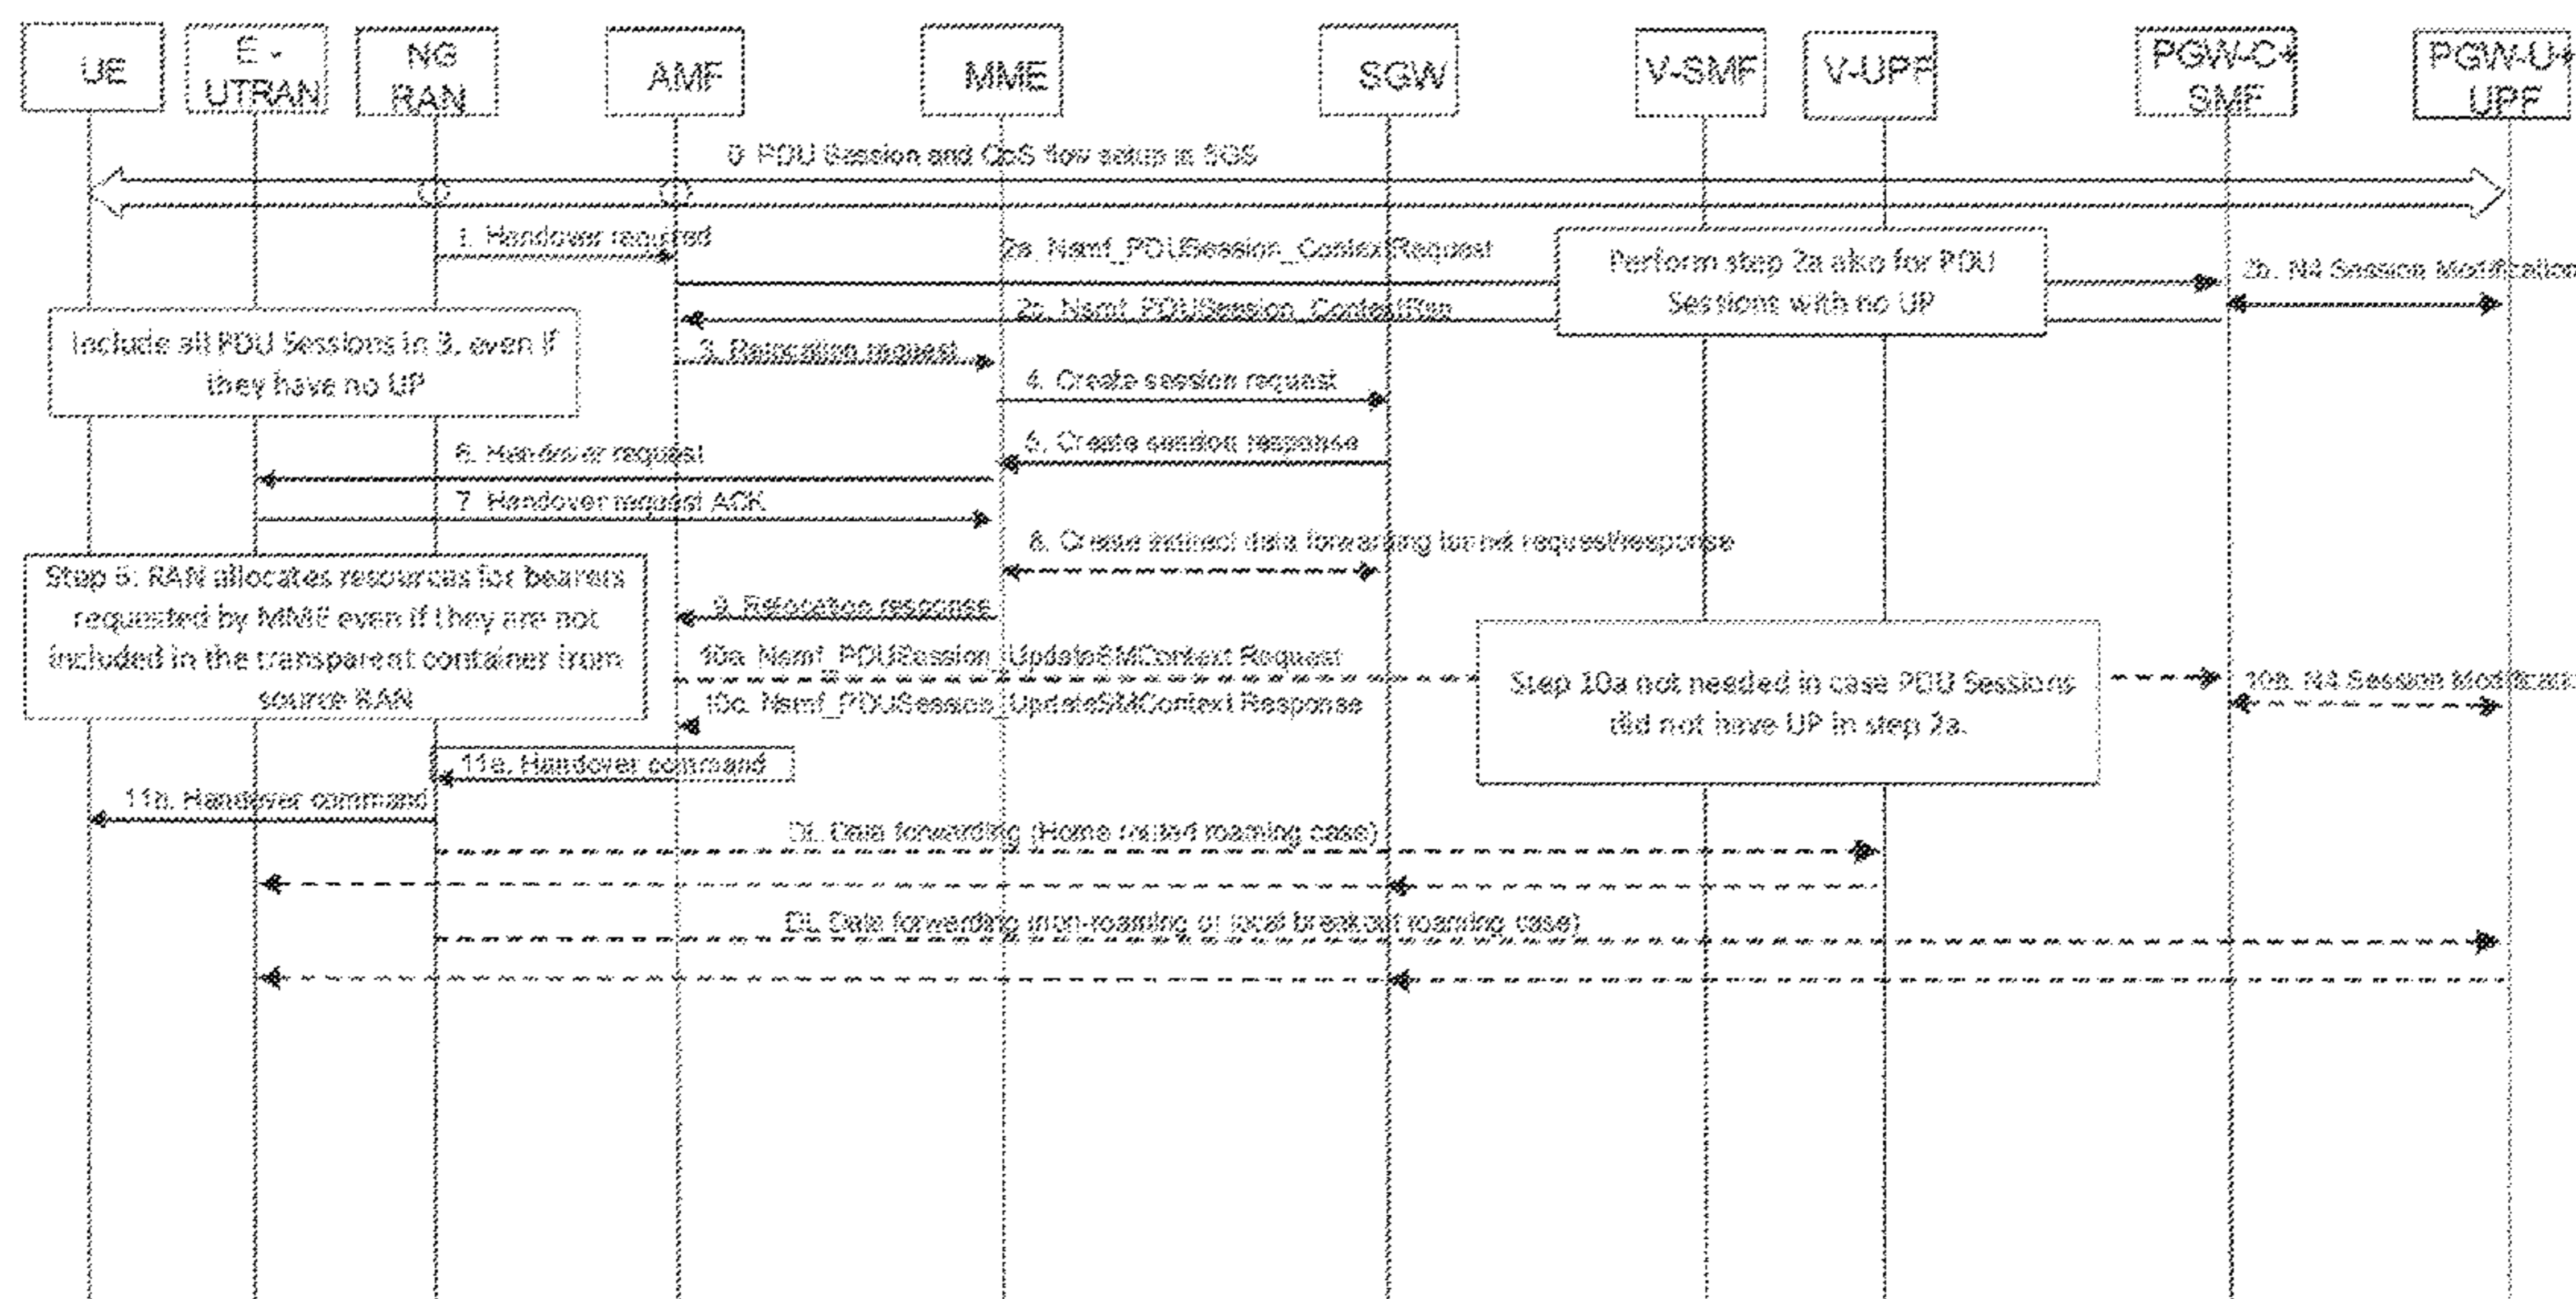 UE
E -
UTRAN
NG
RAN
AMF
MME
SGW
V-SMF
V-UPF
PGW-C+
SMF
PGW-U+
UPF
0. PDU Session and QoS flow setup in 5GS
1. Handover required
2a. Nsmf_PDUSession_ContextRequest
Perform step 2a also for PDU
Sessions with no UP
2b. N4 Session Modification
2c. Nsmf_PDUSession_ContextRsp
Include all PDU Sessions in 3, even if
they have no UP
3. Relocation request
4. Create session request
5. Create session response
6. Handover request
7. Handover request ACK
8. Create indirect data forwarding tunnel request/response
Step 6: RAN allocates resources for bearers
requested by MME even if they are not
included in the transparent container from
source RAN
9. Relocation response
10a. Nsmf_PDUSession_UpdateSMContext Request
Step 10a not needed in case PDU Sessions
did not have UP in step 2a.
10b. N4 Session
10c. Nsmf_PDUSession_UpdateSMContext Response
11a. Handover command
11b. Handover command
DL Data forwarding (Home routed roaming case)
DL Data forwarding (non-roaming or local breakout roaming case)